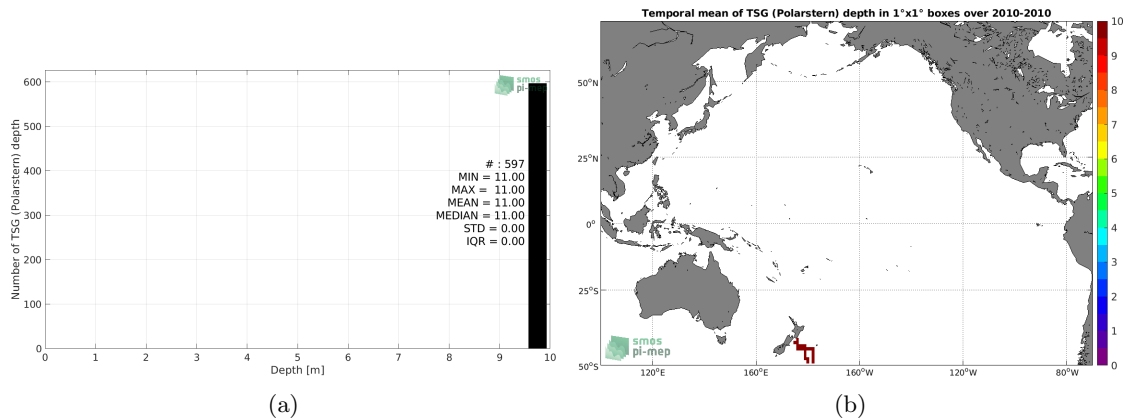 600
500
400
300
200
100
0
Number of TSG (Polarstern) depth
smos
pi-mep
# : 597
MIN = 11.00
MAX = 11.00
MEAN = 11.00
MEDIAN = 11.00
STD = 0.00
IQR = 0.00
0 1 2 3 4 5 6 7 8 9 10
Depth [m]
(a)
Temporal mean of TSG (Polarstern) depth in 1°x1° boxes over 2010-2010
50°N
25°N
0°
25°S
50°S
120°E 160°E 160°W 120°W 80°W
smos
pi-mep
10
9
8
7
6
5
4
3
2
1
0
(b)